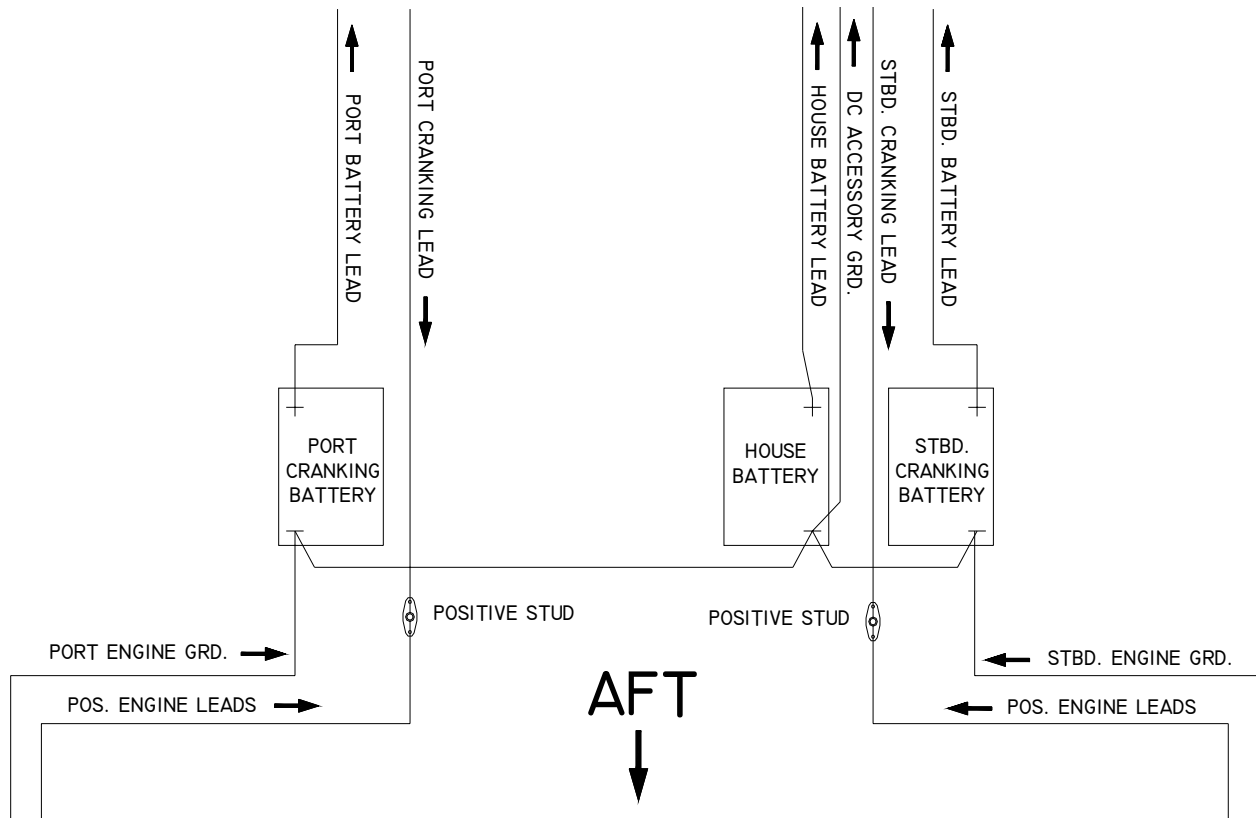 PORT BATTERY LEAD
PORT CRANKING LEAD
HOUSE BATTERY LEAD
DC ACCESSORY GRD.
STBD. CRANKING LEAD
STBD. BATTERY LEAD
PORT
CRANKING
BATTERY
HOUSE
BATTERY
STBD.
CRANKING
BATTERY
POSITIVE STUD
POSITIVE STUD
PORT ENGINE GRD.
STBD. ENGINE GRD.
POS. ENGINE LEADS
AFT
POS. ENGINE LEADS